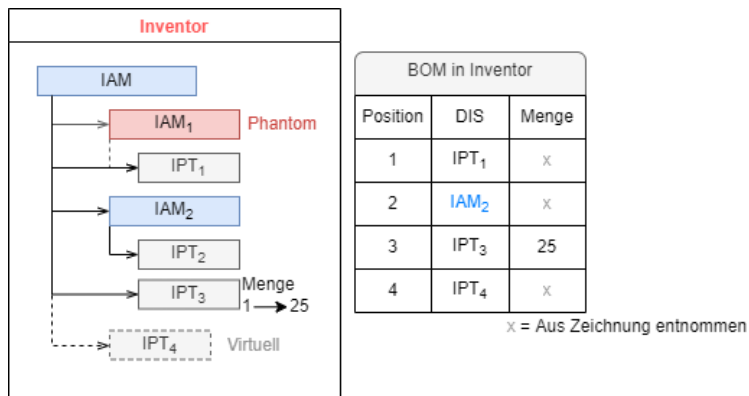 Inventor
IAM
IAM₁ Phantom
IPT₁
IAM₂
IPT₂
IPT₃ Menge
1 25
IPT₄ Virtuell
BOM in Inventor
Position DIS Menge
1 IPT₁ x
2 IAM₂ x
3 IPT₃ 25
4 IPT₄ x
x = Aus Zeichnung entnommen